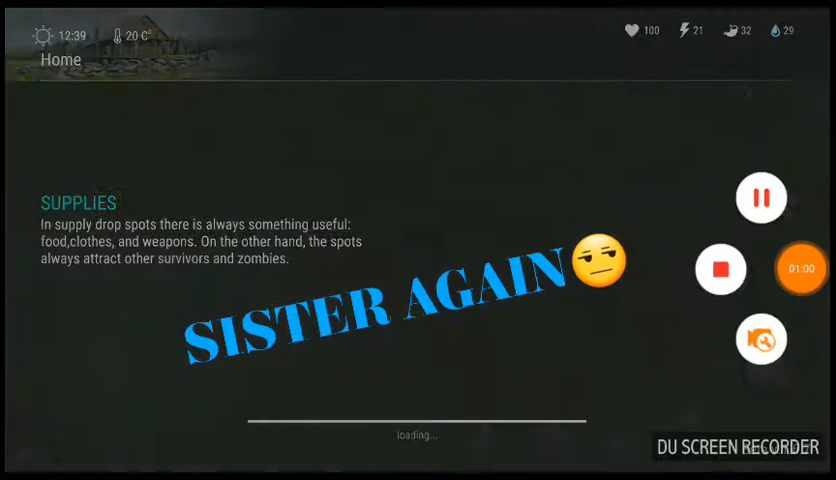 12:39
20 C°
100
21
32
29
Home
SUPPLIES
In supply drop spots there is always something useful:
food,clothes, and weapons. On the other hand, the spots
always attract other survivors and zombies.
SISTER AGAIN
01:00
loading...
DU SCREEN RECORDER